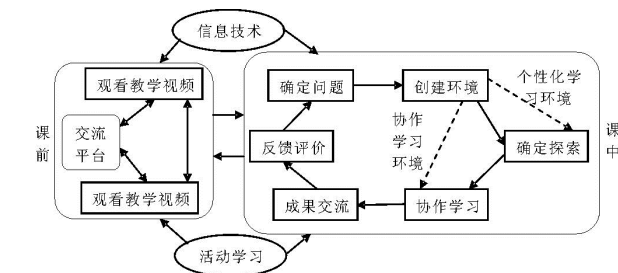 信息技术
观看教学视频
确定问题
创建环境
个性化学
习环境
课
前
交流
平台
协作
学习
环境
反馈评价
确定探索
课
中
观看教学视频
成果交流
协作学习
活动学习